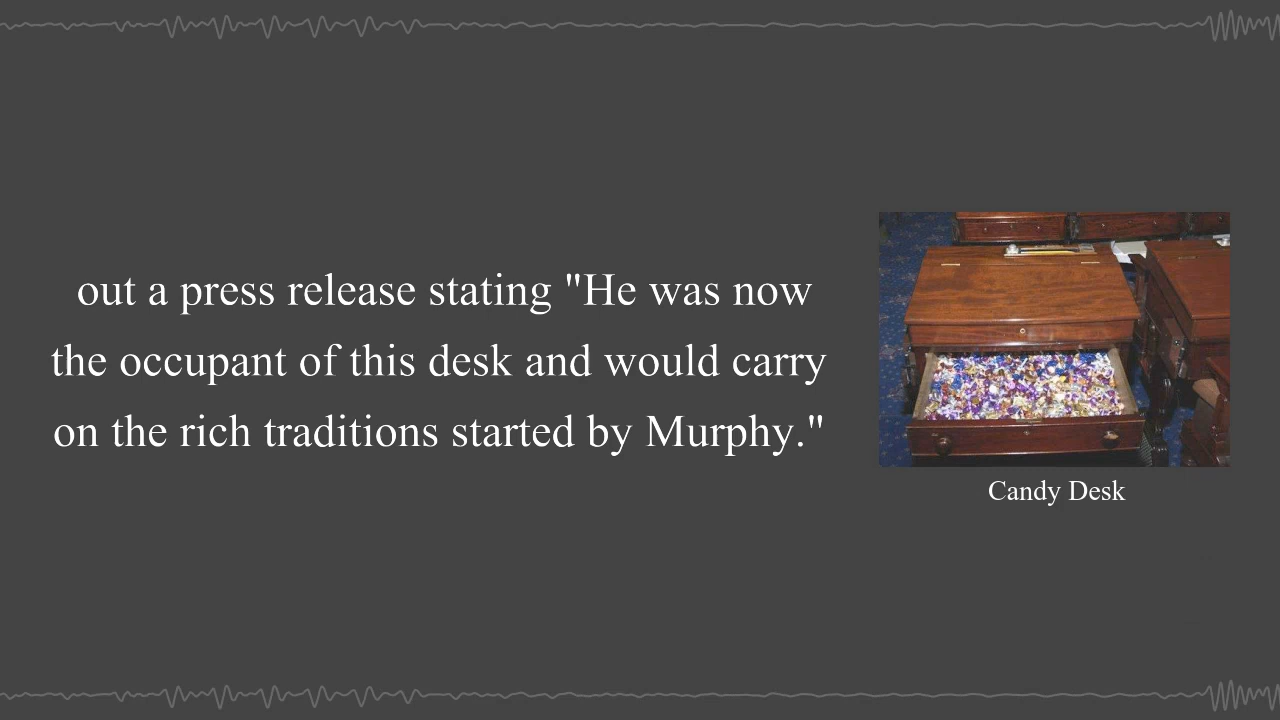 out a press release stating "He was now
the occupant of this desk and would carry
on the rich traditions started by Murphy."
Candy Desk